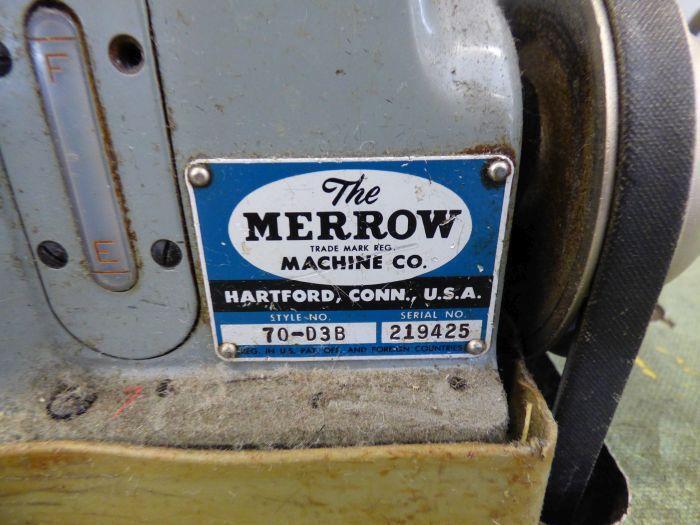 F
E
The
MERROW
TRADE MARK REG.
MACHINE CO.
HARTFORD, CONN., U.S.A.
STYLE NO. SERIAL NO.
70-D3B 219425
REG. IN U.S. PAT. OFF. AND FOREIGN COUNTRIES